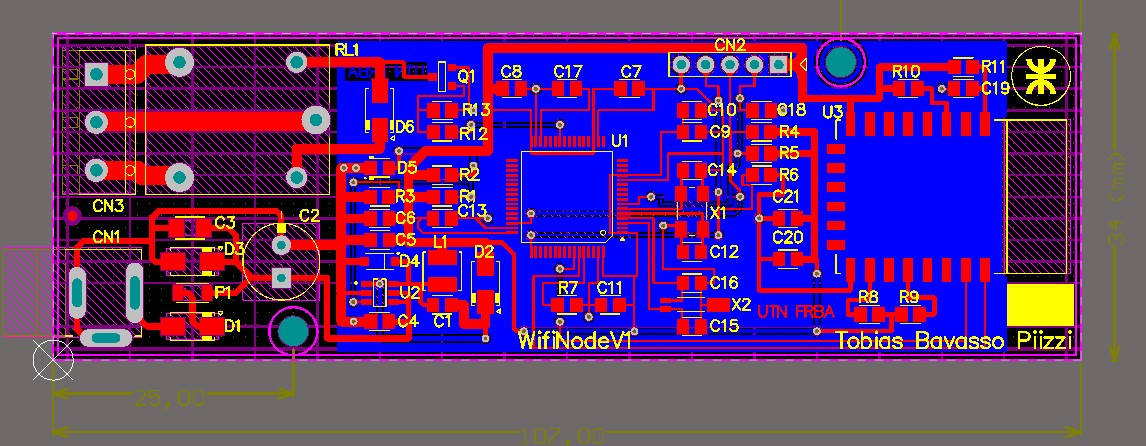 RL1
CN2
Q1
C8
C17
C7
R10
R11
C19
R13
C10
C18
U3
D6
R12
C9
R4
U1
D5
R5
R2
C14
R6
R3
R1
C21
CN3
C6
C13
X1
C3
C2
CN1
C5
L1
D2
C12
C20
D3
D4
P1
U2
R7
C11
C16
R8
R9
D1
C4
C1
X2
UTN FRBA
C15
WifiNodeV1
Tobias Bavasso Piizzi
25,00
107,00
34